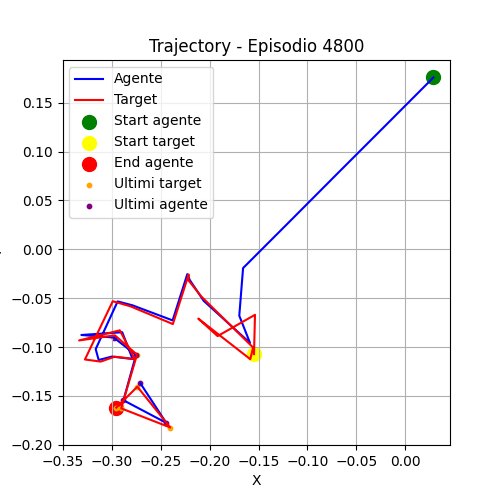 Trajectory - Episodio 4800
Agente
Target
Start agente
Start target
End agente
Ultimi target
Ultimi agente
0.15
0.10
0.05
0.00
−0.05
−0.10
−0.15
−0.20
−0.35 −0.30 −0.25 −0.20 −0.15 −0.10 −0.05 0.00
X